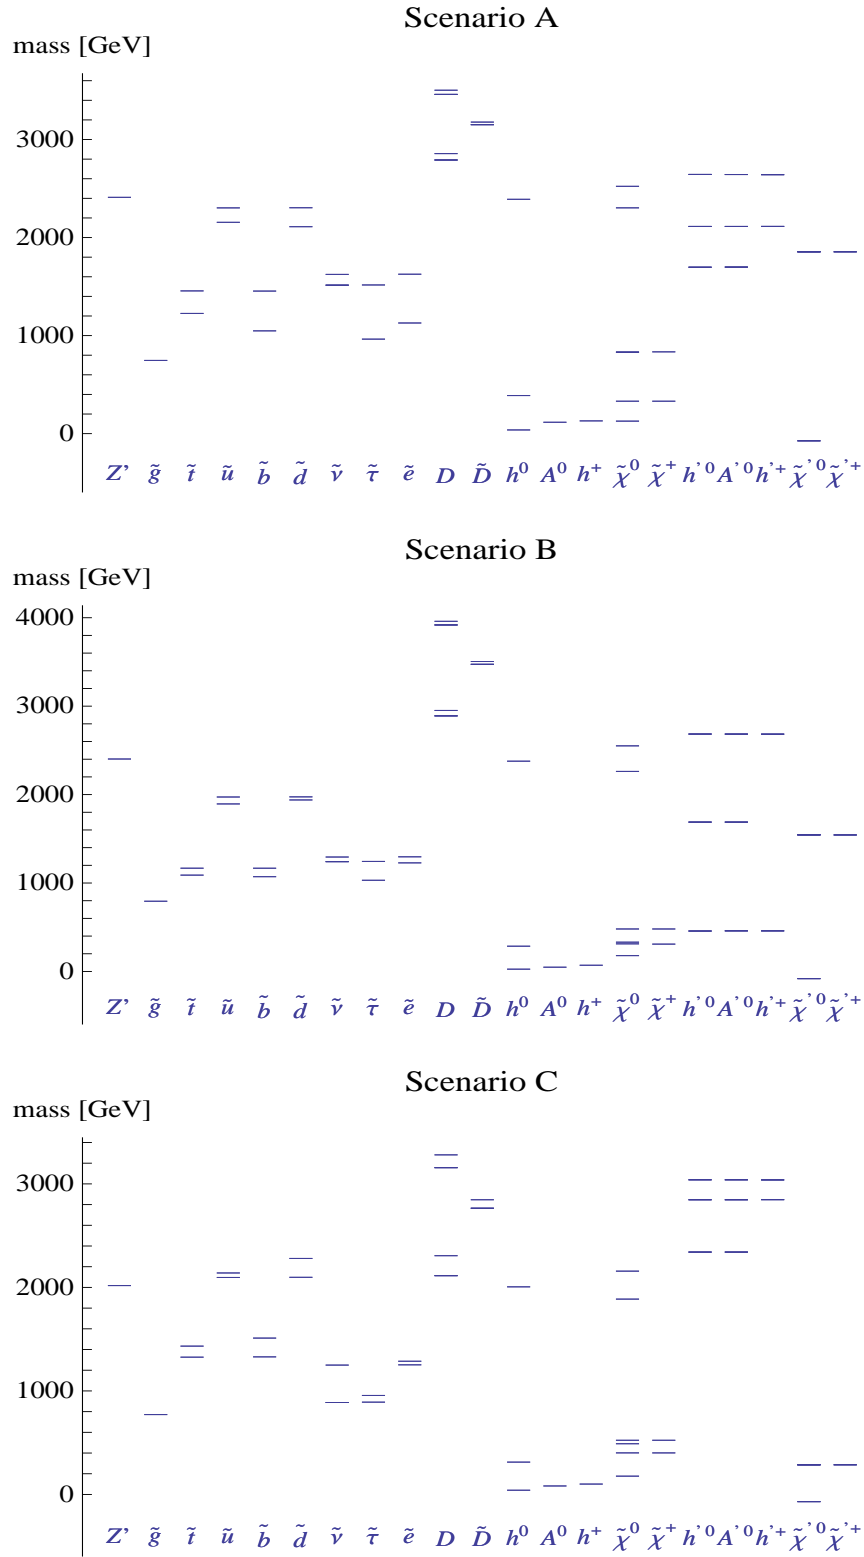 Scenario A
mass [GeV]
3000
2000
1000
0
Z’ g̃ t̃ ũ b̃ d̃ ν̃ τ̃ ẽ D D̃ h⁰ A⁰ h⁺ χ̃⁰ χ̃⁺ h’⁰ A’⁰ h’⁺ χ̃’⁰ χ̃’⁺
Scenario B
mass [GeV]
4000
3000
2000
1000
0
Z’ g̃ t̃ ũ b̃ d̃ ν̃ τ̃ ẽ D D̃ h⁰ A⁰ h⁺ χ̃⁰ χ̃⁺ h’⁰ A’⁰ h’⁺ χ̃’⁰ χ̃’⁺
Scenario C
mass [GeV]
3000
2000
1000
0
Z’ g̃ t̃ ũ b̃ d̃ ν̃ τ̃ ẽ D D̃ h⁰ A⁰ h⁺ χ̃⁰ χ̃⁺ h’⁰ A’⁰ h’⁺ χ̃’⁰ χ̃’⁺